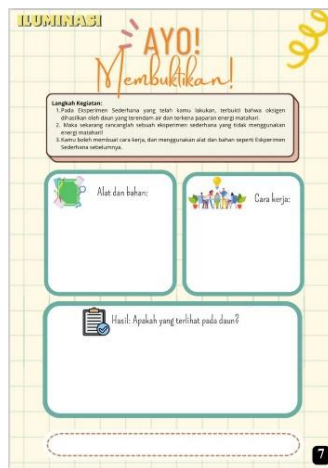 ILUMINASI
AYO!
Membuktikan!
Langkah Kegiatan:
1. Pada Eksperimen Sederhana yang telah kamu lakukan, terbukti bahwa oksigen
dihasilkan oleh daun yang terendam air dan terkena paparan energi matahari.
2. Maka sekarang rancanglah sebuah eksperimen sederhana yang tidak menggunakan
energi matahari!
3. Kamu boleh membuat cara kerja, dan menggunakan alat dan bahan seperti Eskperimen
Sederhana sebelumnya.
Alat dan bahan:
Cara kerja:
Hasil: Apakah yang terlihat pada daun?
7